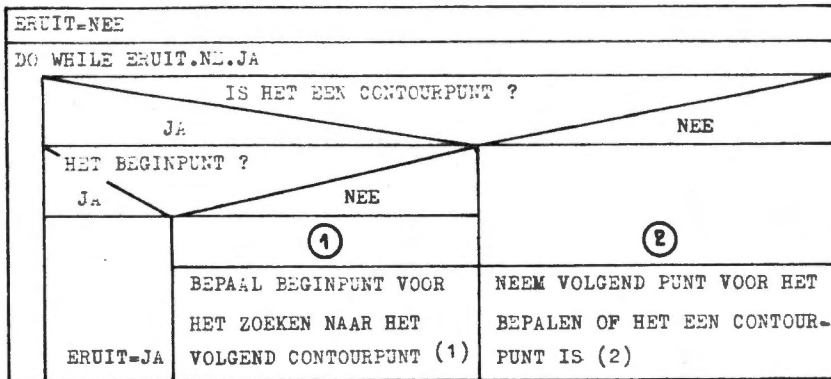 ERUIT=NEE
DO WHILE ERUIT.NE.JA
IS HET EEN CONTOURPUNT ?
JA
NEE
HET BEGINPUNT ?
JA
NEE
1
2
BEPAAL BEGINPUNT VOOR
HET ZOEKEN NAAR HET
VOLGEND CONTOURPUNT (1)
NEEM VOLGEND PUNT VOOR HET
BEPALEN OF HET EEN CONTOUR-
PUNT IS (2)
ERUIT=JA